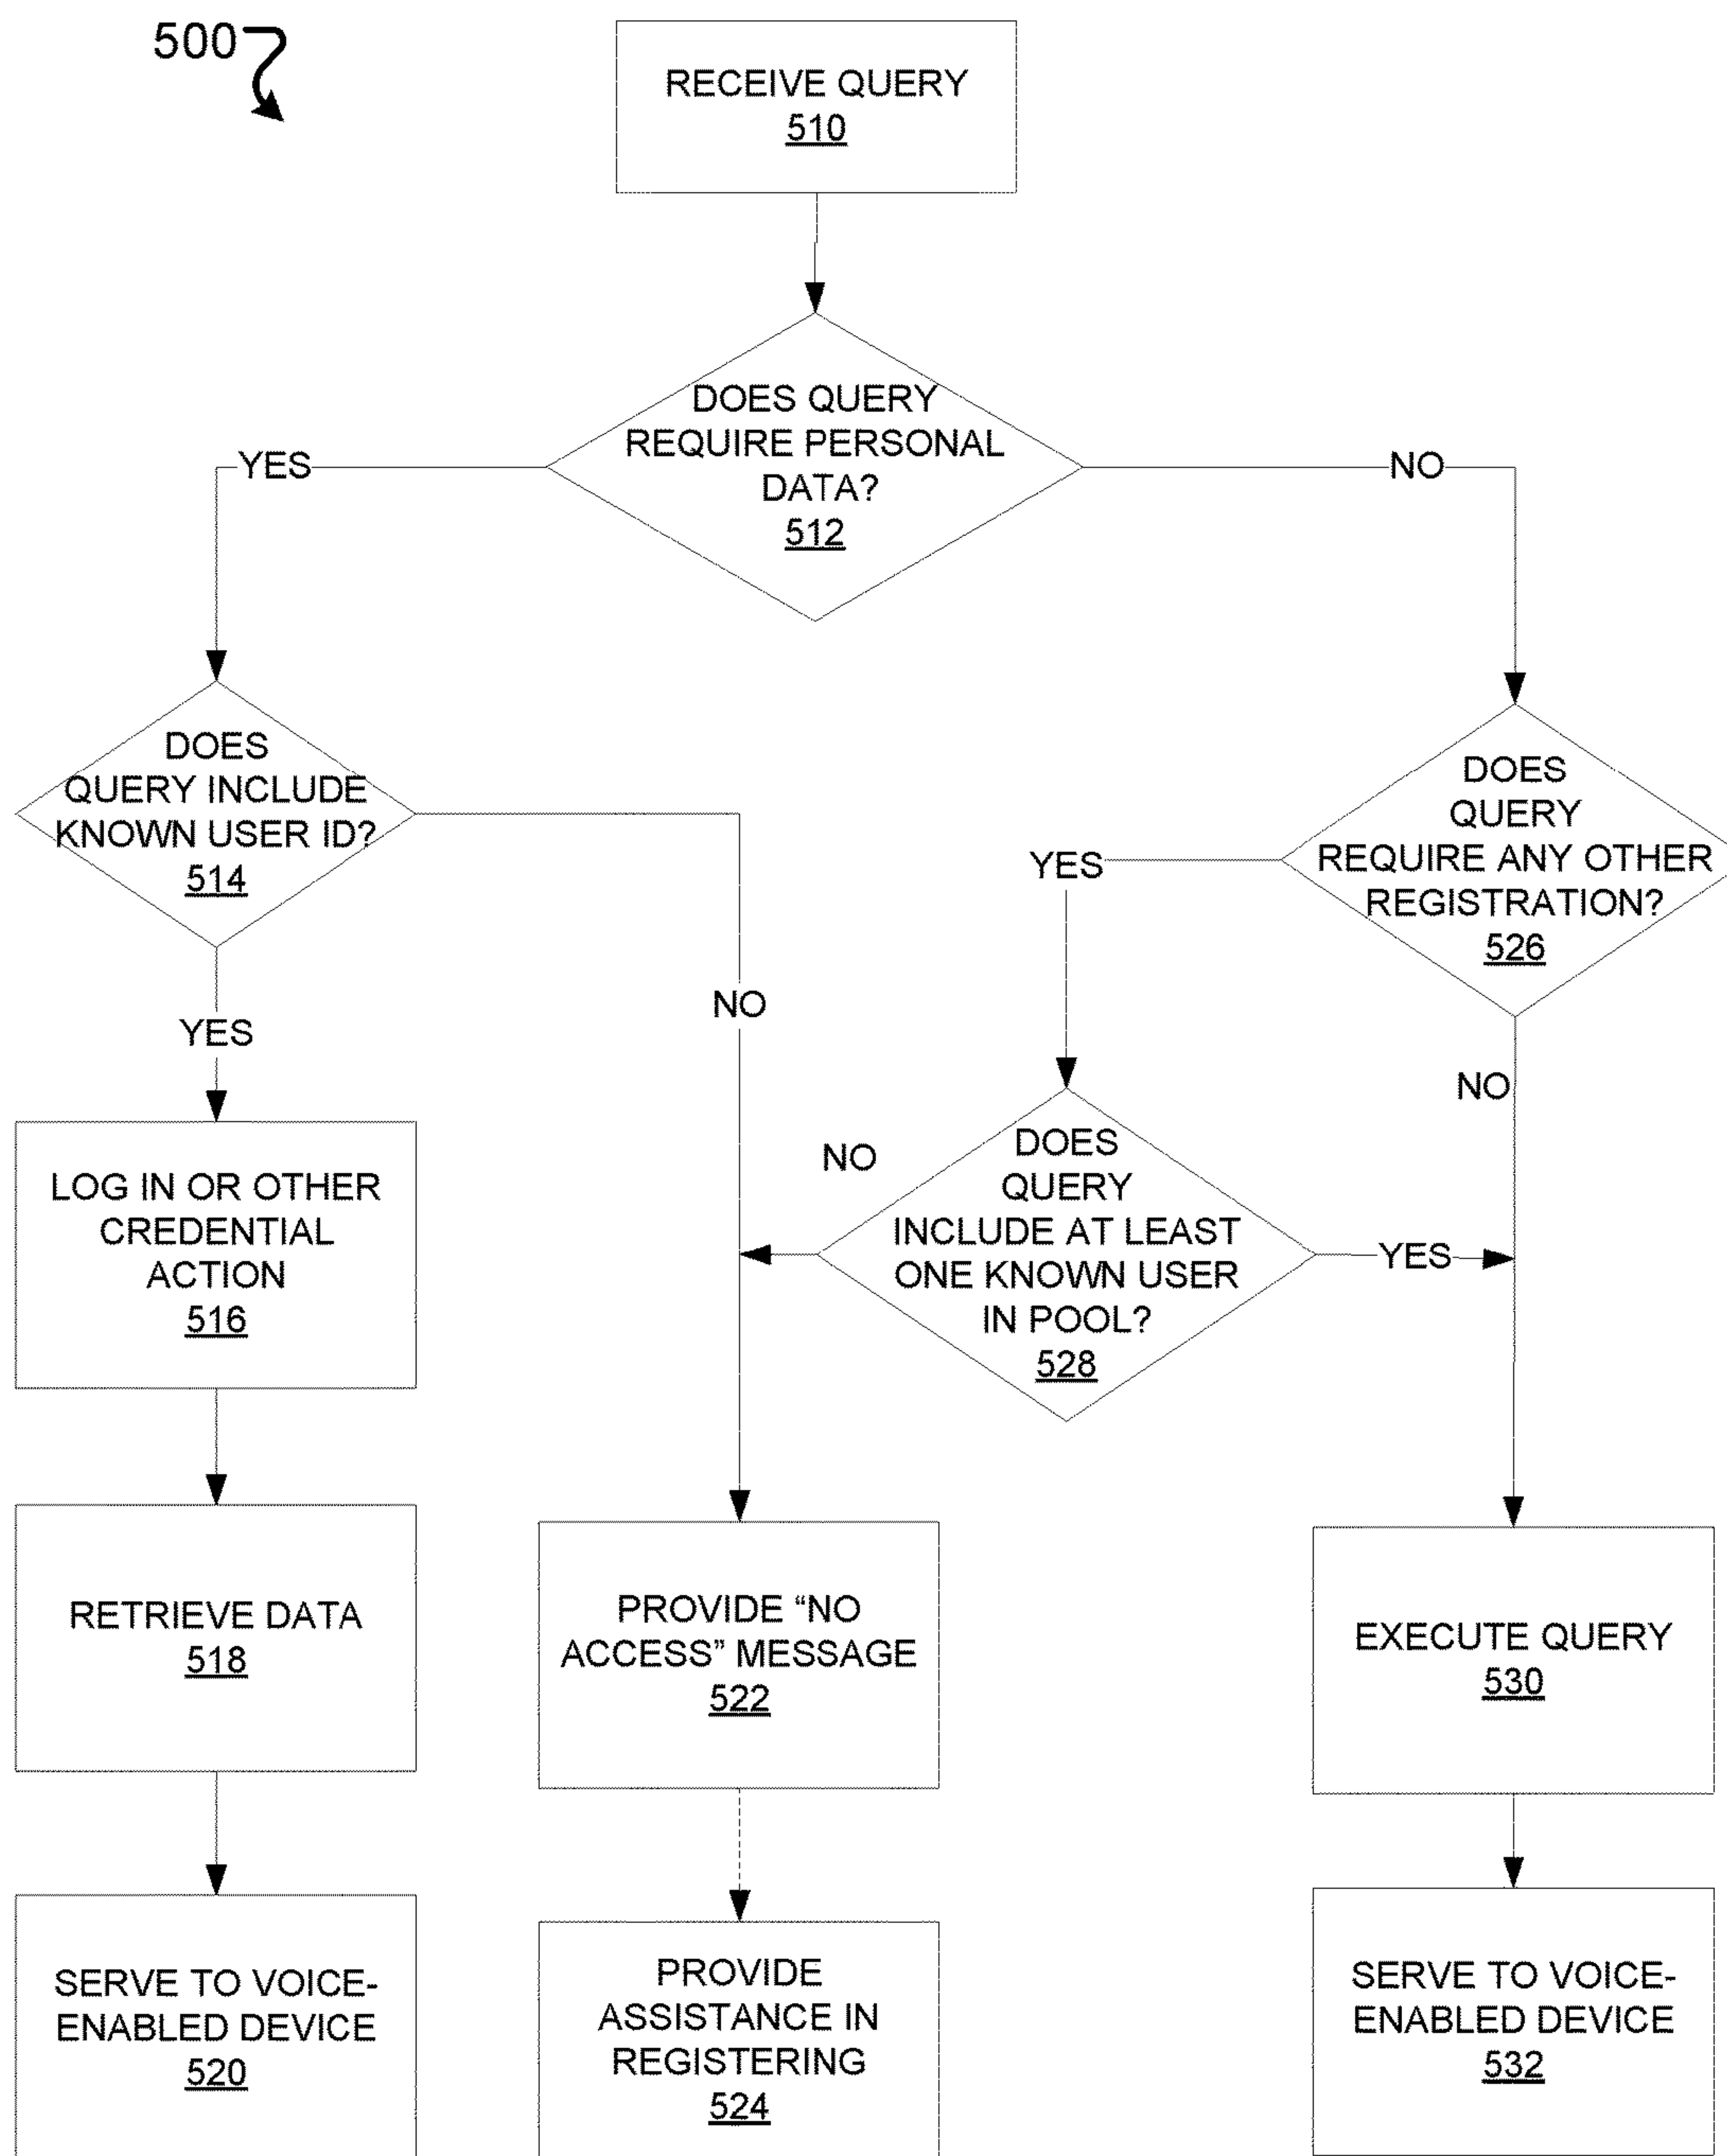 500
RECEIVE QUERY
510
DOES QUERY
REQUIRE PERSONAL
DATA?
512
YES
NO
DOES
QUERY INCLUDE
KNOWN USER ID?
514
DOES
QUERY
REQUIRE ANY OTHER
REGISTRATION?
526
YES
NO
YES
NO
LOG IN OR OTHER
CREDENTIAL
ACTION
516
NO
DOES
QUERY
INCLUDE AT LEAST
ONE KNOWN USER
IN POOL?
528
YES
RETRIEVE DATA
518
PROVIDE “NO
ACCESS” MESSAGE
522
EXECUTE QUERY
530
SERVE TO VOICE-
ENABLED DEVICE
520
PROVIDE
ASSISTANCE IN
REGISTERING
524
SERVE TO VOICE-
ENABLED DEVICE
532